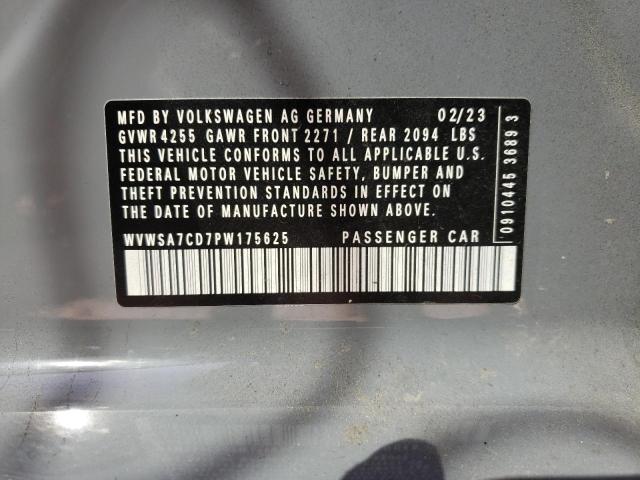 MFD BY VOLKSWAGEN AG GERMANY 02/23
GVWR 4255 GAWR FRONT 2271 / REAR 2094 LBS
THIS VEHICLE CONFORMS TO ALL APPLICABLE U.S.
FEDERAL MOTOR VEHICLE SAFETY, BUMPER AND
THEFT PREVENTION STANDARDS IN EFFECT ON
THE DATE OF MANUFACTURE SHOWN ABOVE.
WVWSA7CD7PW175625 PASSENGER CAR
0910445 3689 3